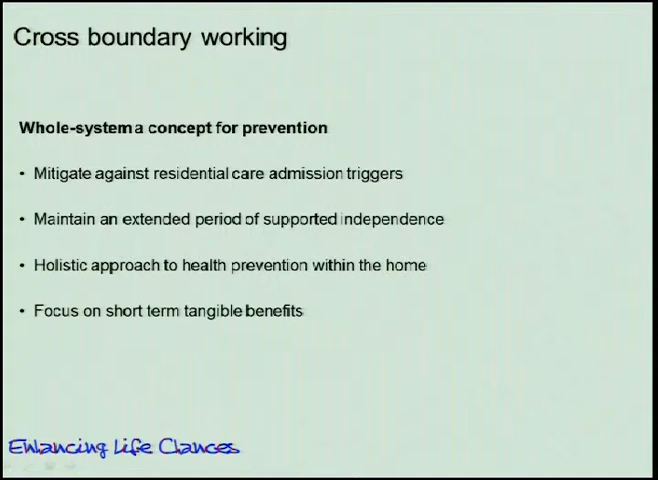 Cross boundary working
Whole-system a concept for prevention
• Mitigate against residential care admission triggers
• Maintain an extended period of supported independence
• Holistic approach to health prevention within the home
• Focus on short term tangible benefits
Enhancing Life Chances